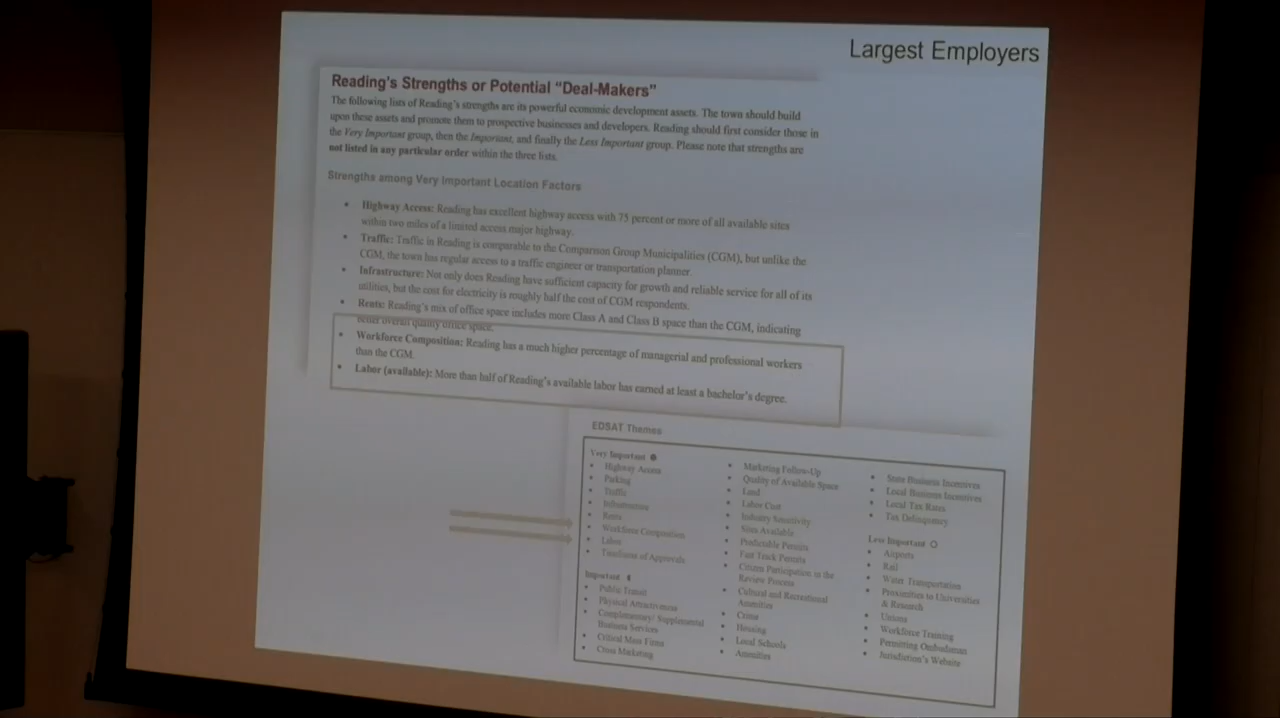 Largest Employers
Reading's Strengths or Potential "Deal-Makers"
The following lists of Reading's strengths are its powerful economic development assets. The town should build
upon these assets and promote them to prospective businesses and developers. Reading should first consider those in
the Very Important group, then the Important, and finally the Less Important group. Please note that strengths are
not listed in any particular order within the three lists.
Strengths among Very Important Location Factors
• Highway Access: Reading has excellent highway access with 75 percent or more of all available sites
within two miles of a limited access major highway.
• Traffic: Traffic in Reading is comparable to the Comparison Group Municipalities (CGM), but unlike the
CGM, the town has regular access to a traffic engineer or transportation planner.
• Infrastructure: Not only does Reading have sufficient capacity for growth and reliable service for all of its
utilities, but the cost for electricity is roughly half the cost of CGM respondents.
• Rents: Reading's mix of office space includes more Class A and Class B space than the CGM, indicating
overall quality office space.
• Workforce Composition: Reading has a much higher percentage of managerial and professional workers
than the CGM.
• Labor (available): More than half of Reading's available labor has earned at least a bachelor's degree.
EDSAT Themes
Very Important
• Highway Access
• Parking
• Traffic
• Infrastructure
• Rents
• Workforce Composition
• Labor
• Timeliness of Approvals
Important
• Public Transit
• Physical Attractiveness
• Complementary/ Supplemental
Business Services
• Critical Mass Firms
• Cross Marketing
• Marketing Follow-Up
• Quality of Available Space
• Land
• Labor Cost
• Industry Sensitivity
• Sites Available
• Predictable Permits
• Fast Track Permits
• Citizen Participation in the
Review Process
• Cultural and Recreational
Amenities
• Crime
• Housing
• Local Schools
• Amenities
• State Business Incentives
• Local Business Incentives
• Local Tax Rates
• Tax Delinquency
Less Important
• Airports
• Rail
• Water Transportation
• Proximities to Universities
& Research
• Unions
• Workforce Training
• Permitting Ombudsman
• Jurisdiction's Website